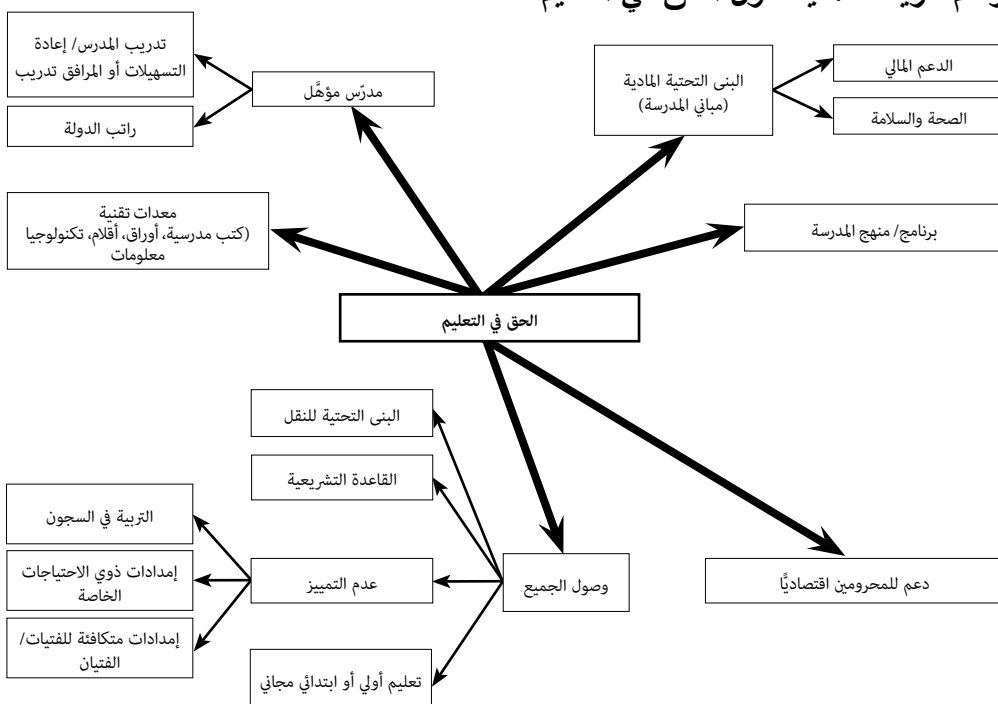 تدريب المدرس/ إعادة
التسهيلات أو المرافق تدريب
راتب الدولة
مدرّس مؤهَّل
البنى التحتية المادية
(مباني المدرسة)
الدعم المالي
الصحة والسلامة
معدات تقنية
(كتب مدرسية، أوراق، أقلام، تكنولوجيا
معلومات
برنامج/ منهج المدرسة
الحق في التعليم
البنى التحتية للنقل
القاعدة التشريعية
عدم التمييز
تعليم أولي أو ابتدائي مجاني
التربية في السجون
إمدادات ذوي الاحتياجات
الخاصة
إمدادات متكافئة للفتيات/
الفتيان
وصول الجميع
دعم للمحرومين اقتصاديًّا